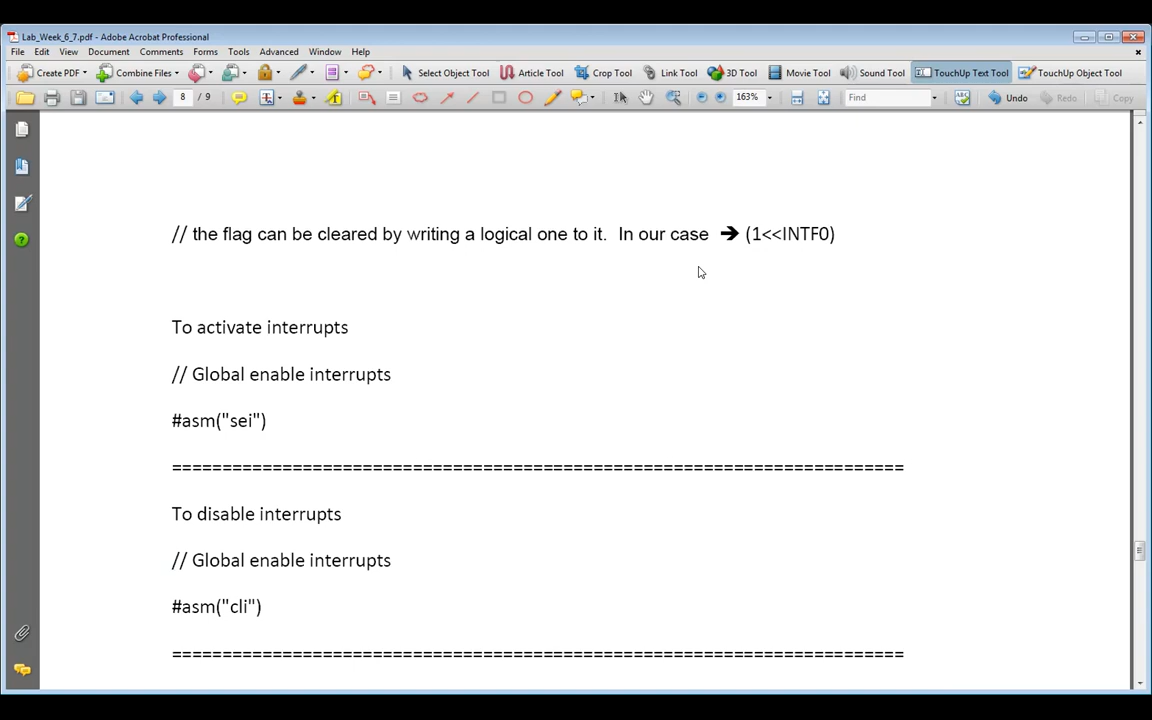 Lab_Week_6_7.pdf - Adobe Acrobat Professional
File Edit View Document Comments Forms Tools Advanced Window Help
Create PDF Combine Files Select Object Tool Article Tool Crop Tool Link Tool 3D Tool Movie Tool Sound Tool TouchUp Text Tool TouchUp Object Tool
8 / 9 163% Find Undo Redo Copy
// the flag can be cleared by writing a logical one to it. In our case ➔ (1<<INTF0)
To activate interrupts
// Global enable interrupts
#asm("sei")
========================================================================
To disable interrupts
// Global enable interrupts
#asm("cli")
========================================================================